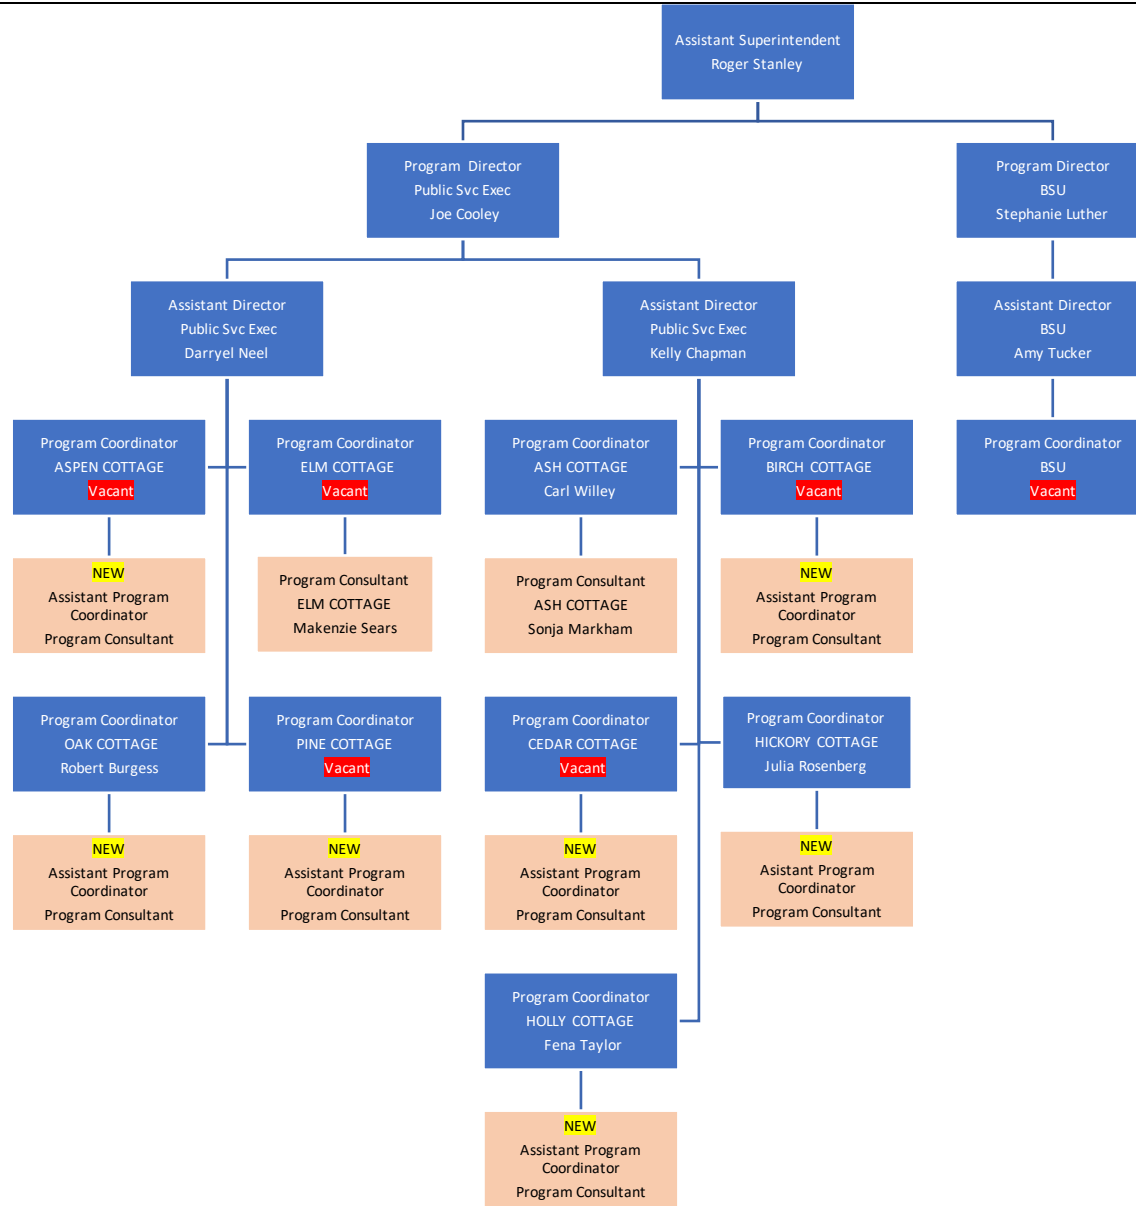 Assistant Superintendent
Roger Stanley
Program Director
Public Svc Exec
Joe Cooley
Program Director
BSU
Stephanie Luther
Assistant Director
Public Svc Exec
Darryel Neel
Assistant Director
Public Svc Exec
Kelly Chapman
Assistant Director
BSU
Amy Tucker
Program Coordinator
ASPEN COTTAGE
Vacant
Program Coordinator
ELM COTTAGE
Vacant
Program Coordinator
ASH COTTAGE
Carl Willey
Program Coordinator
BIRCH COTTAGE
Vacant
Program Coordinator
BSU
Vacant
NEW
Assistant Program
Coordinator
Program Consultant
Program Consultant
ELM COTTAGE
Makenzie Sears
Program Consultant
ASH COTTAGE
Sonja Markham
NEW
Assistant Program
Coordinator
Program Consultant
Program Coordinator
OAK COTTAGE
Robert Burgess
Program Coordinator
PINE COTTAGE
Vacant
Program Coordinator
CEDAR COTTAGE
Vacant
Program Coordinator
HICKORY COTTAGE
Julia Rosenberg
NEW
Assistant Program
Coordinator
Program Consultant
NEW
Assistant Program
Coordinator
Program Consultant
NEW
Assistant Program
Coordinator
Program Consultant
NEW
Asistant Program
Coordinator
Program Consultant
Program Coordinator
HOLLY COTTAGE
Fena Taylor
NEW
Assistant Program
Coordinator
Program Consultant